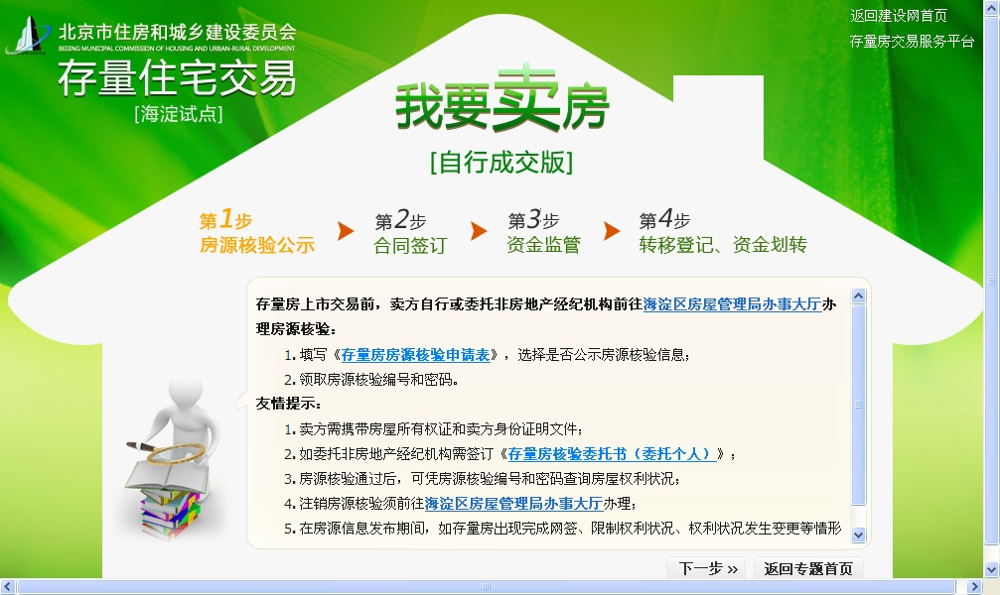 返回建设网首页
北京市住房和城乡建设委员会
BEIJING MUNICIPAL COMMISSION OF HOUSING AND URBAN-RURAL DEVELOPMENT
存量房交易服务平台
存量住宅交易
[海淀试点]
我要卖房
[自行成交版]
第1步 第2步 第3步 第4步
房源核验公示 合同签订 资金监管 转移登记、资金划转
存量房上市交易前，卖方自行或委托非房地产经纪机构前往海淀区房屋管理局办事大厅办
理房源核验：
1. 填写《存量房房源核验申请表》，选择是否公示房源核验信息；
2. 领取房源核验编号和密码。
友情提示：
1. 卖方需携带房屋所有权证和卖方身份证明文件；
2. 如委托非房地产经纪机构需签订《存量房核验委托书（委托个人）》；
3. 房源核验通过后，可凭房源核验编号和密码查询房屋权利状况；
4. 注销房源核验须前往海淀区房屋管理局办事大厅办理；
5. 在房源信息发布期间，如存量房出现完成网签、限制权利状况、权利状况发生变更等情形
下一步 » 返回专题首页